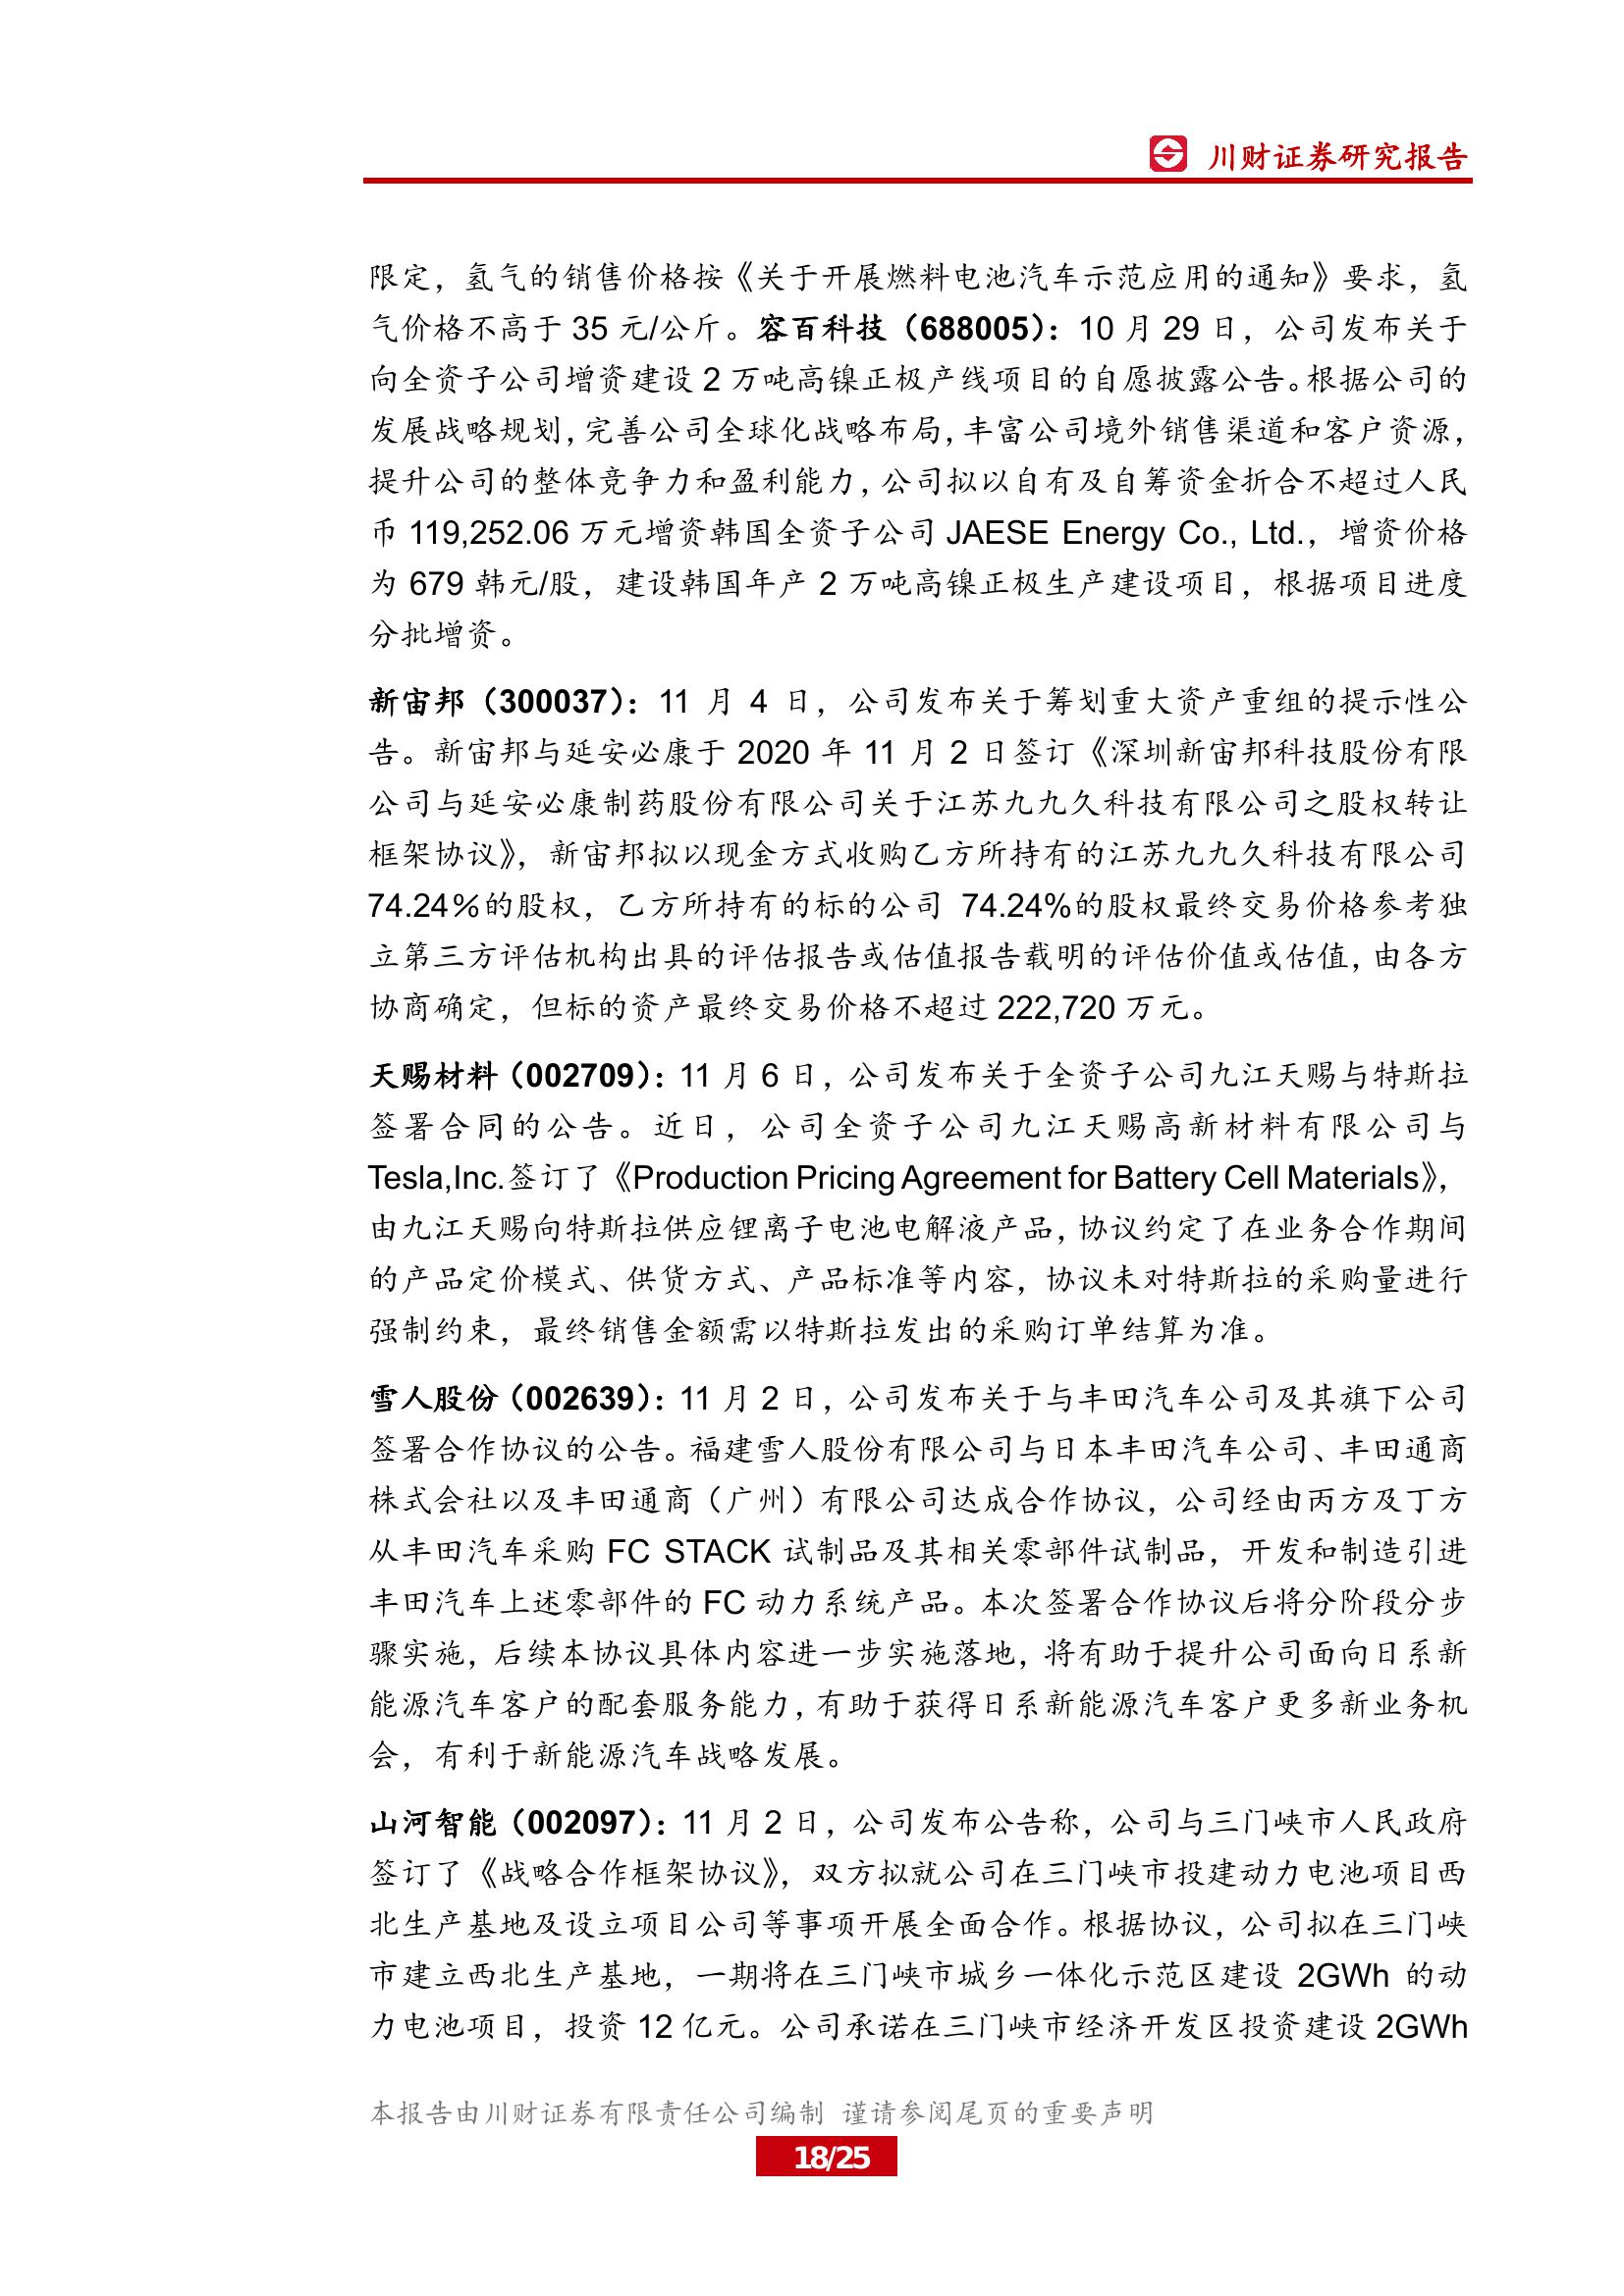 川财证券研究报告
限定，氢气的销售价格按《关于开展燃料电池汽车示范应用的通知》要求，氢
气价格不高于 35 元/公斤。容百科技（688005）：10 月 29 日，公司发布关于
向全资子公司增资建设 2 万吨高镍正极产线项目的自愿披露公告。根据公司的
发展战略规划，完善公司全球化战略布局，丰富公司境外销售渠道和客户资源，
提升公司的整体竞争力和盈利能力，公司拟以自有及自筹资金折合不超过人民
币 119,252.06 万元增资韩国全资子公司 JAESE Energy Co., Ltd.，增资价格
为 679 韩元/股，建设韩国年产 2 万吨高镍正极生产建设项目，根据项目进度
分批增资。
新宙邦（300037）：11 月 4 日，公司发布关于筹划重大资产重组的提示性公
告。新宙邦与延安必康于 2020 年 11 月 2 日签订《深圳新宙邦科技股份有限
公司与延安必康制药股份有限公司关于江苏九九久科技有限公司之股权转让
框架协议》，新宙邦拟以现金方式收购乙方所持有的江苏九九久科技有限公司
74.24％的股权，乙方所持有的标的公司 74.24%的股权最终交易价格参考独
立第三方评估机构出具的评估报告或估值报告载明的评估价值或估值，由各方
协商确定，但标的资产最终交易价格不超过 222,720 万元。
天赐材料（002709）：11 月 6 日，公司发布关于全资子公司九江天赐与特斯拉
签署合同的公告。近日，公司全资子公司九江天赐高新材料有限公司与
Tesla,Inc.签订了《Production Pricing Agreement for Battery Cell Materials》，
由九江天赐向特斯拉供应锂离子电池电解液产品，协议约定了在业务合作期间
的产品定价模式、供货方式、产品标准等内容，协议未对特斯拉的采购量进行
强制约束，最终销售金额需以特斯拉发出的采购订单结算为准。
雪人股份（002639）：11 月 2 日，公司发布关于与丰田汽车公司及其旗下公司
签署合作协议的公告。福建雪人股份有限公司与日本丰田汽车公司、丰田通商
株式会社以及丰田通商（广州）有限公司达成合作协议，公司经由丙方及丁方
从丰田汽车采购 FC STACK 试制品及其相关零部件试制品，开发和制造引进
丰田汽车上述零部件的 FC 动力系统产品。本次签署合作协议后将分阶段分步
骤实施，后续本协议具体内容进一步实施落地，将有助于提升公司面向日系新
能源汽车客户的配套服务能力，有助于获得日系新能源汽车客户更多新业务机
会，有利于新能源汽车战略发展。
山河智能（002097）：11 月 2 日，公司发布公告称，公司与三门峡市人民政府
签订了《战略合作框架协议》，双方拟就公司在三门峡市投建动力电池项目西
北生产基地及设立项目公司等事项开展全面合作。根据协议，公司拟在三门峡
市建立西北生产基地，一期将在三门峡市城乡一体化示范区建设 2GWh 的动
力电池项目，投资 12 亿元。公司承诺在三门峡市经济开发区投资建设 2GWh
本报告由川财证券有限责任公司编制 谨请参阅尾页的重要声明
18/25